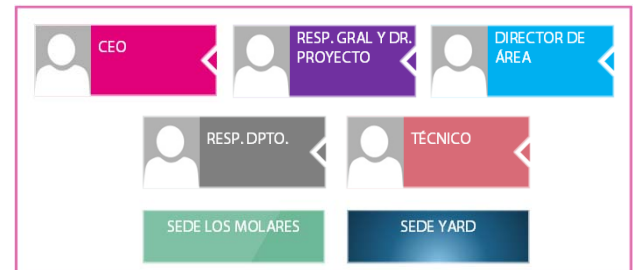 CEO
RESP. GRAL Y DR.
PROYECTO
DIRECTOR DE
ÁREA
RESP. DPTO.
TÉCNICO
SEDE LOS MOLARES
SEDE YARD